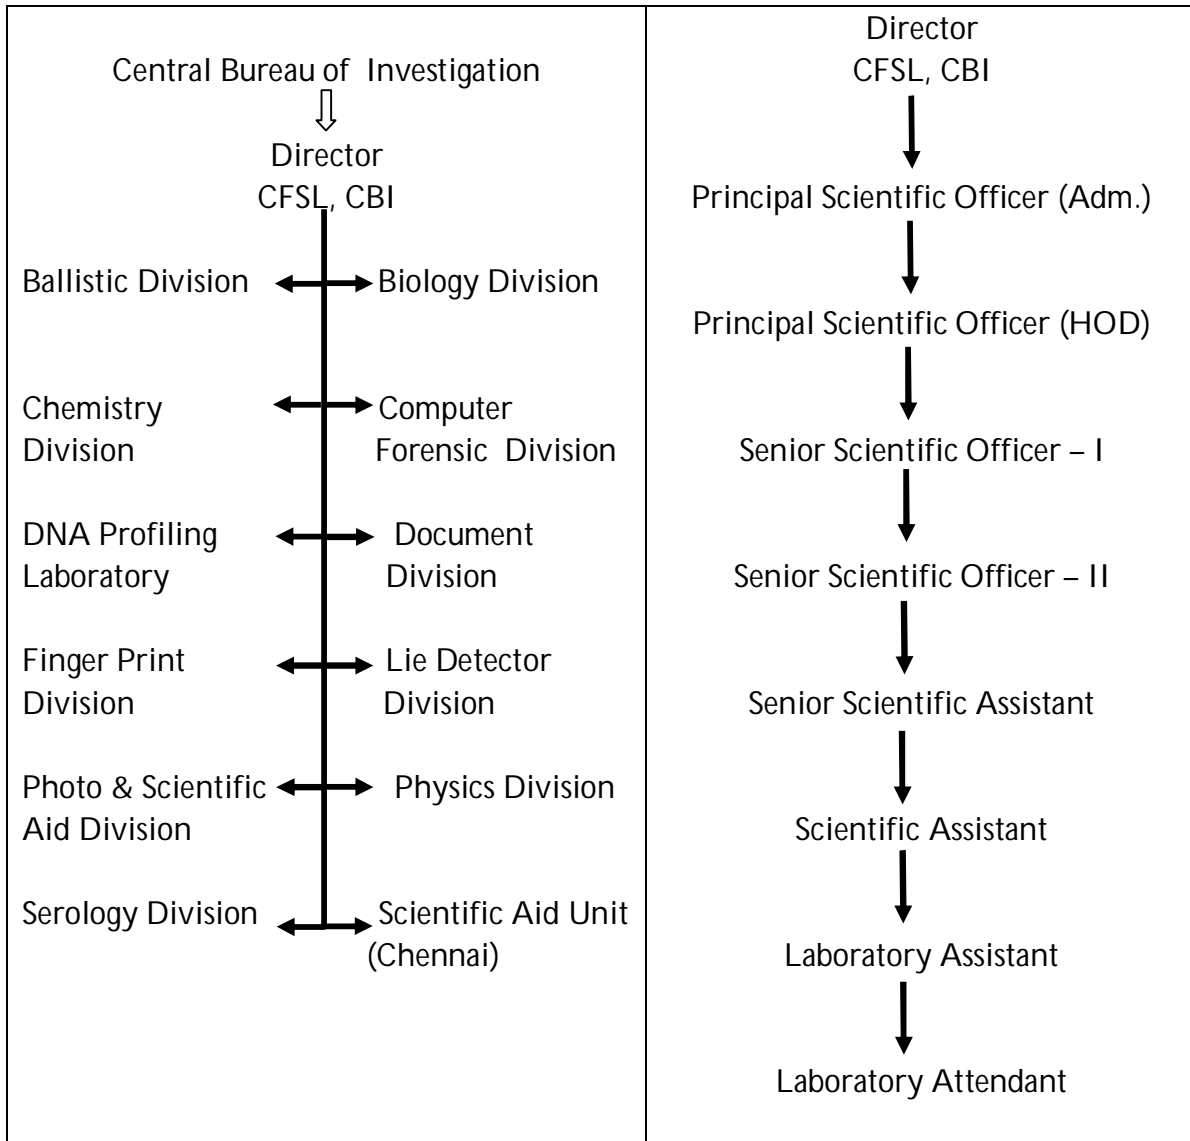 Central Bureau of Investigation
Director
CFSL, CBI
Ballistic Division
Biology Division
Chemistry
Division
Computer
Forensic Division
DNA Profiling
Laboratory
Document
Division
Finger Print
Division
Lie Detector
Division
Photo & Scientific
Aid Division
Physics Division
Serology Division
Scientific Aid Unit
(Chennai)
Director
CFSL, CBI
Principal Scientific Officer (Adm.)
Principal Scientific Officer (HOD)
Senior Scientific Officer – I
Senior Scientific Officer – II
Senior Scientific Assistant
Scientific Assistant
Laboratory Assistant
Laboratory Attendant